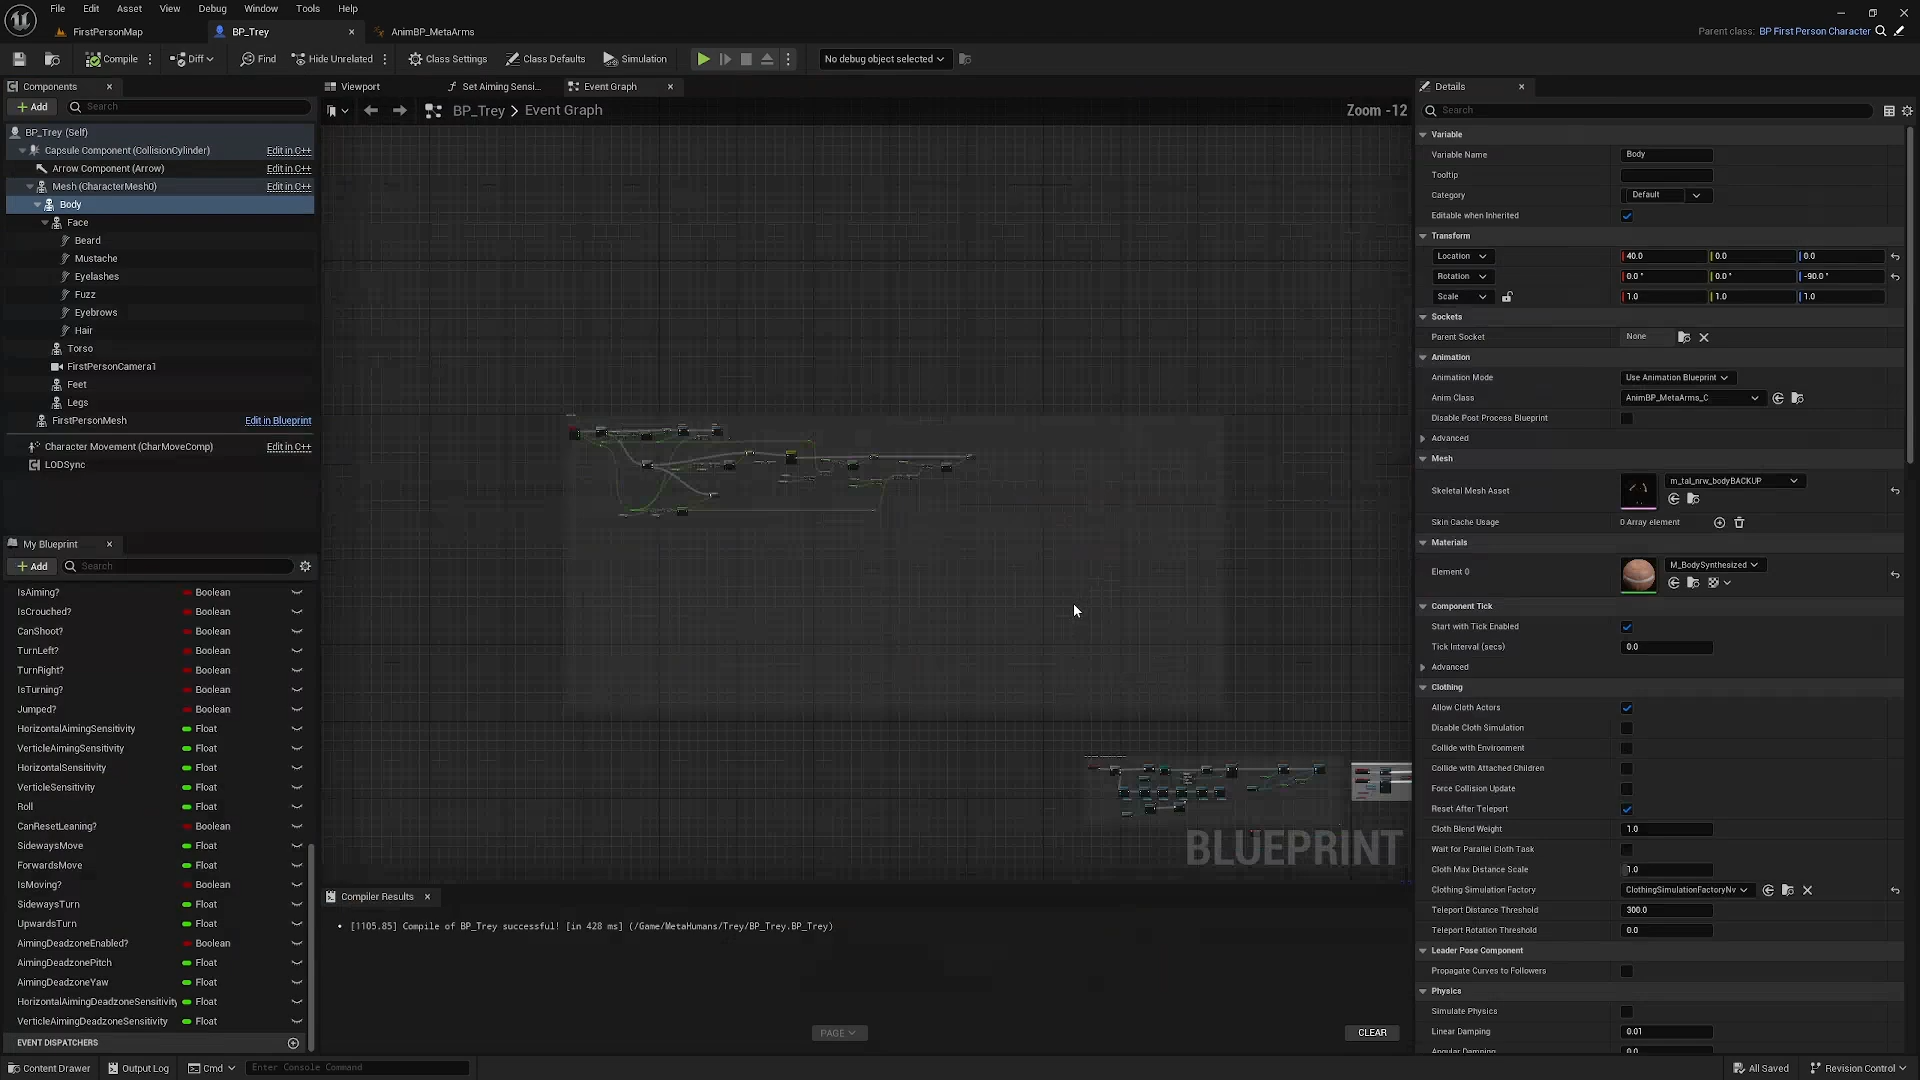 File Edit Asset View Debug Window Tools Help
FirstPersonMap BP_Trey AnimBP_MetaArms
Parent class: BP First Person Character
Compile Diff Find Hide Unrelated Class Settings Class Defaults Simulation No debug object selected
Components
Viewport Set Aiming Sensi... Event Graph
Details
Add Search
BP_Trey > Event Graph
Zoom -12
Search
BP_Trey (Self)
Capsule Component (CollisionCylinder) Edit in C++
Arrow Component (Arrow) Edit in C++
Mesh (CharacterMesh0) Edit in C++
Body
Face
Beard
Mustache
Eyelashes
Fuzz
Eyebrows
Hair
Torso
FirstPersonCamera1
Feet
Legs
FirstPersonMesh Edit in Blueprint
Character Movement (CharMoveComp) Edit in C++
LODSync
My Blueprint
Add Search
IsAiming? Boolean
IsCrouched? Boolean
CanShoot? Boolean
TurnLeft? Boolean
TurnRight? Boolean
IsTurning? Boolean
Jumped? Boolean
HorizontalAimingSensitivity Float
VerticleAimingSensitivity Float
HorizontalSensitivity Float
VerticleSensitivity Float
Roll Float
CanResetLeaning? Boolean
SidewaysMove Float
ForwardsMove Float
IsMoving? Boolean
SidewaysTurn Float
UpwardsTurn Float
AimingDeadzoneEnabled? Boolean
AimingDeadzonePitch Float
AimingDeadzoneYaw Float
HorizontalAimingDeadzoneSensitivity Float
VerticleAimingDeadzoneSensitivity Float
EVENT DISPATCHERS
BLUEPRINT
Compiler Results
• [1105.85] Compile of BP_Trey successful! [in 428 ms] (/Game/MetaHumans/Trey/BP_Trey.BP_Trey)
PAGE
CLEAR
Variable
Variable Name Body
Tooltip
Category Default
Editable when Inherited
Transform
Location 40.0 0.0 0.0
Rotation 0.0 ° 0.0 ° -90.0 °
Scale 1.0 1.0 1.0
Sockets
Parent Socket None
Animation
Animation Mode Use Animation Blueprint
Anim Class AnimBP_MetaArms_C
Disable Post Process Blueprint
Advanced
Mesh
Skeletal Mesh Asset m_tal_nrw_bodyBACKUP
Skin Cache Usage 0 Array element
Materials
Element 0 M_BodySynthesized
Component Tick
Start with Tick Enabled
Tick Interval (secs) 0.0
Advanced
Clothing
Allow Cloth Actors
Disable Cloth Simulation
Collide with Environment
Collide with Attached Children
Force Collision Update
Reset After Teleport
Cloth Blend Weight 1.0
Wait for Parallel Cloth Task
Cloth Max Distance Scale 1.0
Clothing Simulation Factory ClothingSimulationFactoryNv
Teleport Distance Threshold 300.0
Teleport Rotation Threshold 0.0
Leader Pose Component
Propagate Curves to Followers
Physics
Simulate Physics
Linear Damping 0.01
Angular Damping 0.0
Content Drawer Output Log Cmd Enter Console Command All Saved Revision Control